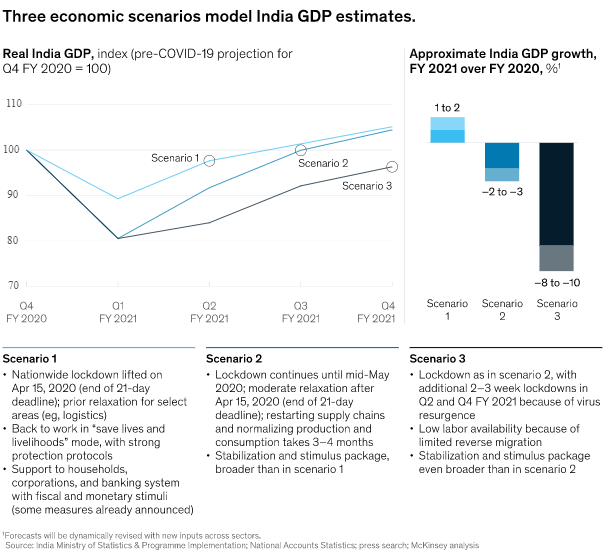 Three economic scenarios model India GDP estimates.
Real India GDP, index (pre-COVID-19 projection for
Q4 FY 2020 = 100)
110
100
90
80
70
Scenario 1
Scenario 2
Scenario 3
Q4
FY 2020
Q1
FY 2021
Q2
FY 2021
Q3
FY 2021
Q4
FY 2021
Approximate India GDP growth,
FY 2021 over FY 2020, %¹
1 to 2
−2 to −3
−8 to −10
Scenario
1
Scenario
2
Scenario
3
Scenario 1
• Nationwide lockdown lifted on
Apr 15, 2020 (end of 21-day
deadline); prior relaxation for select
areas (eg, logistics)
• Back to work in “save lives and
livelihoods” mode, with strong
protection protocols
• Support to households,
corporations, and banking system
with fiscal and monetary stimuli
(some measures already announced)
Scenario 2
• Lockdown continues until mid-May
2020; moderate relaxation after
Apr 15, 2020 (end of 21-day
deadline); restarting supply chains
and normalizing production and
consumption takes 3–4 months
• Stabilization and stimulus package,
broader than in scenario 1
Scenario 3
• Lockdown as in scenario 2, with
additional 2–3 week lockdowns in
Q2 and Q4 FY 2021 because of virus
resurgence
• Low labor availability because of
limited reverse migration
• Stabilization and stimulus package
even broader than in scenario 2
¹Forecasts will be dynamically revised with new inputs across sectors.
Source: India Ministry of Statistics & Programme Implementation; National Accounts Statistics; press search; McKinsey analysis